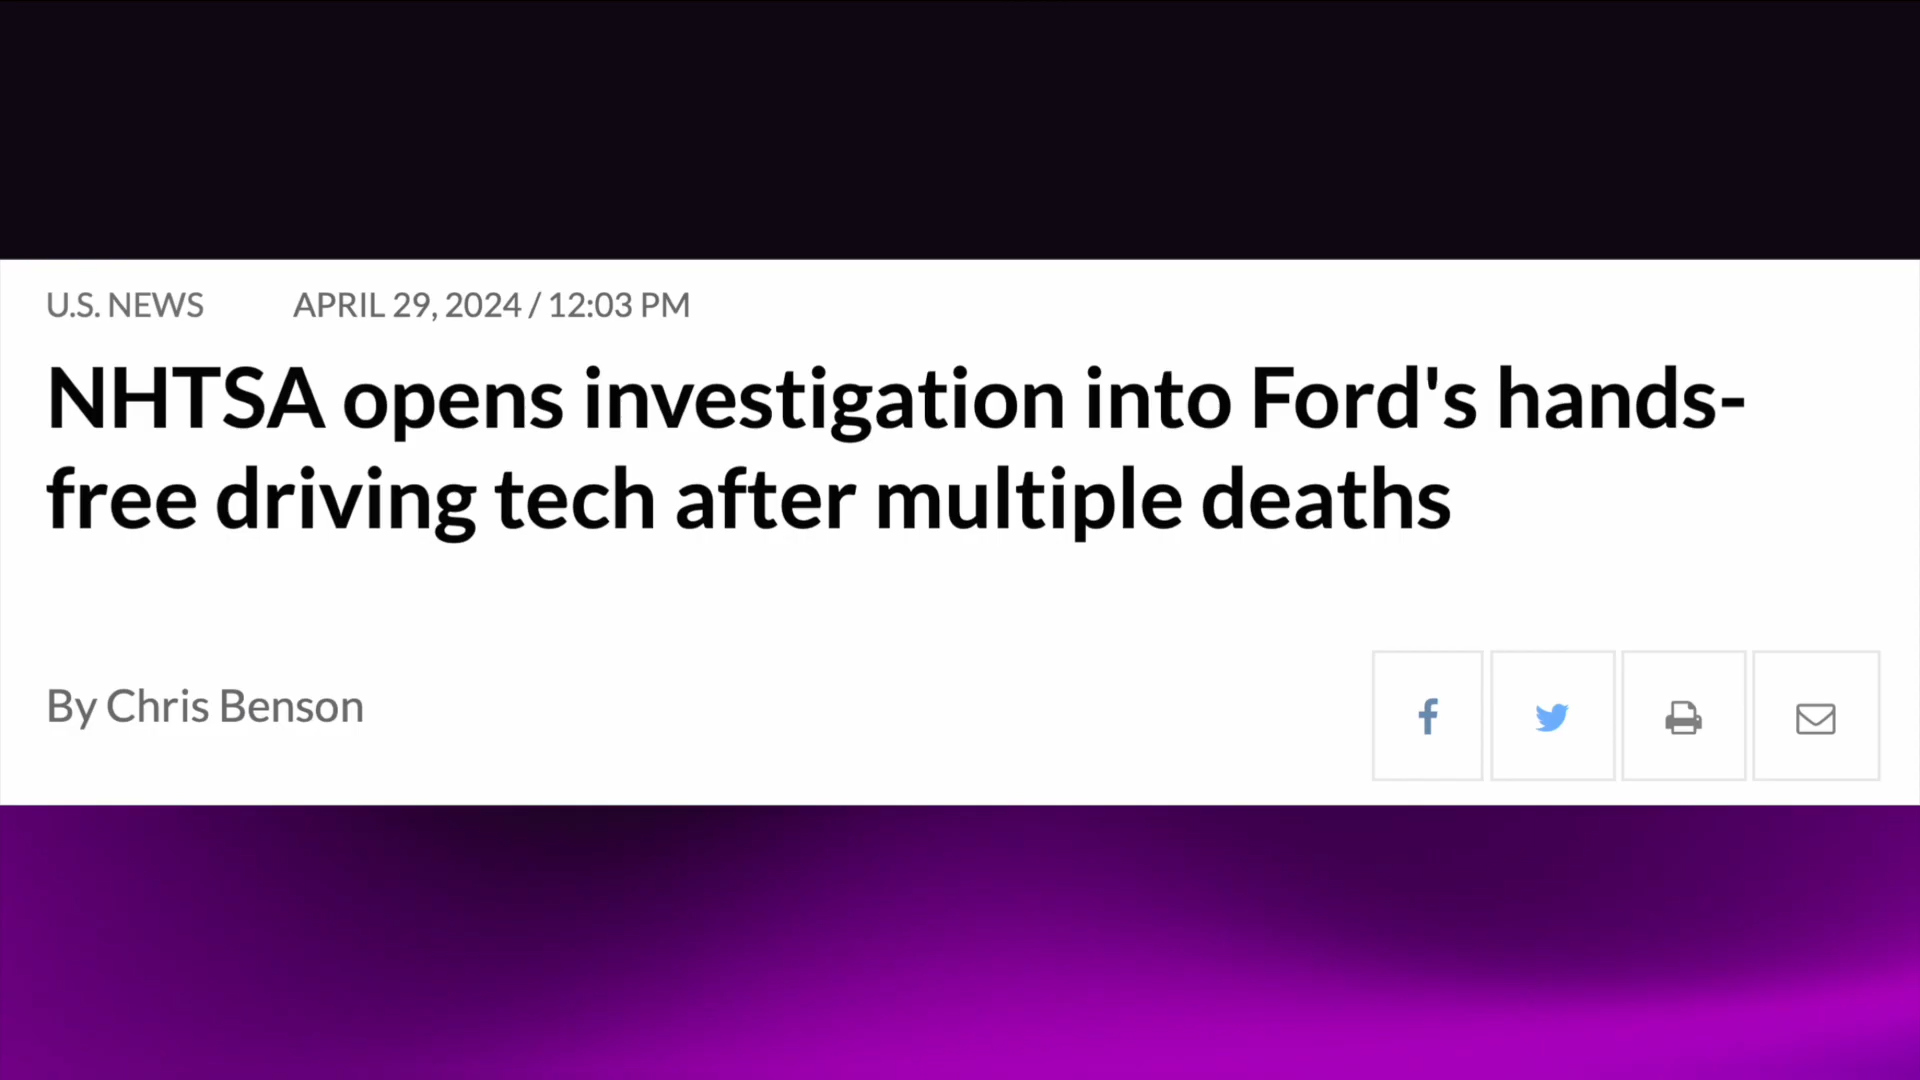 U.S. NEWS APRIL 29, 2024 / 12:03 PM
NHTSA opens investigation into Ford's hands-
free driving tech after multiple deaths
By Chris Benson